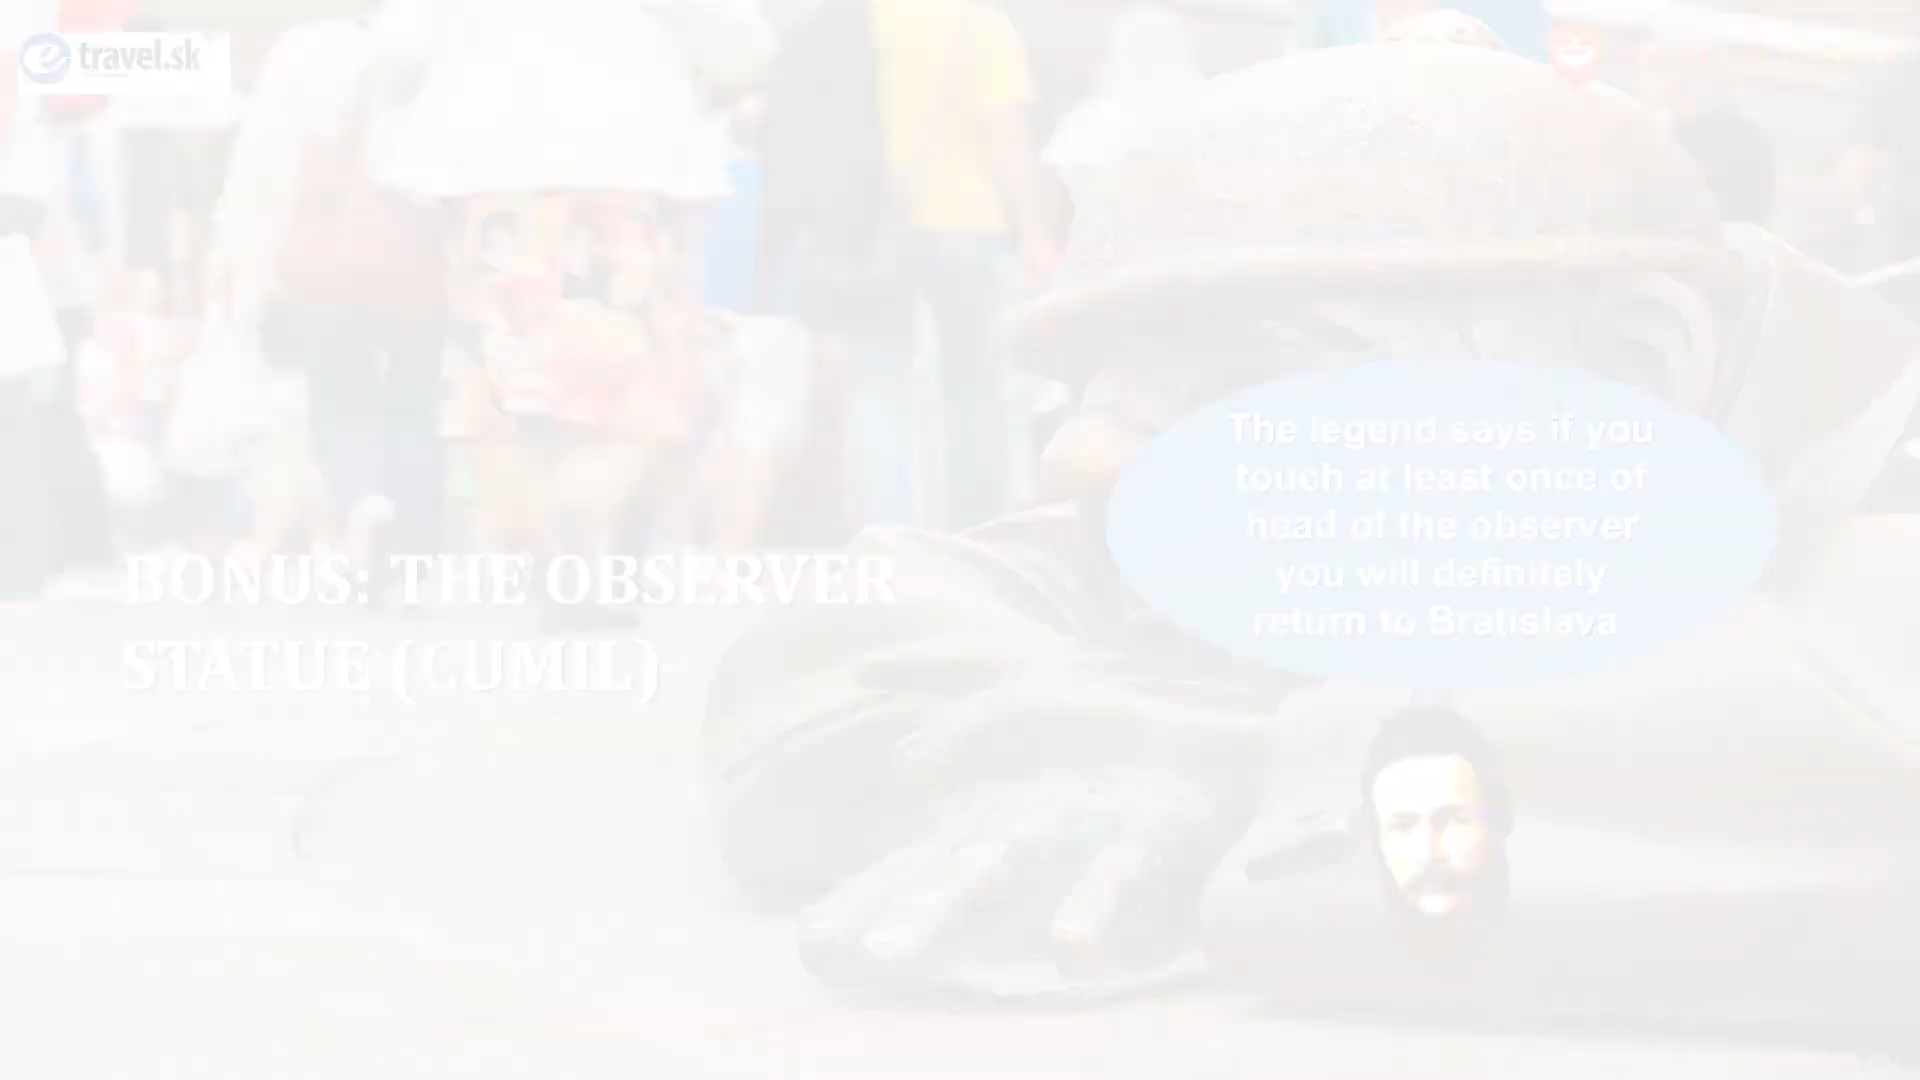 e travel.sk
The legend says if you
touch at least once of
head of the observer
you will definitely
return to Bratislava
BONUS: THE OBSERVER
STATUE (CUMIL)